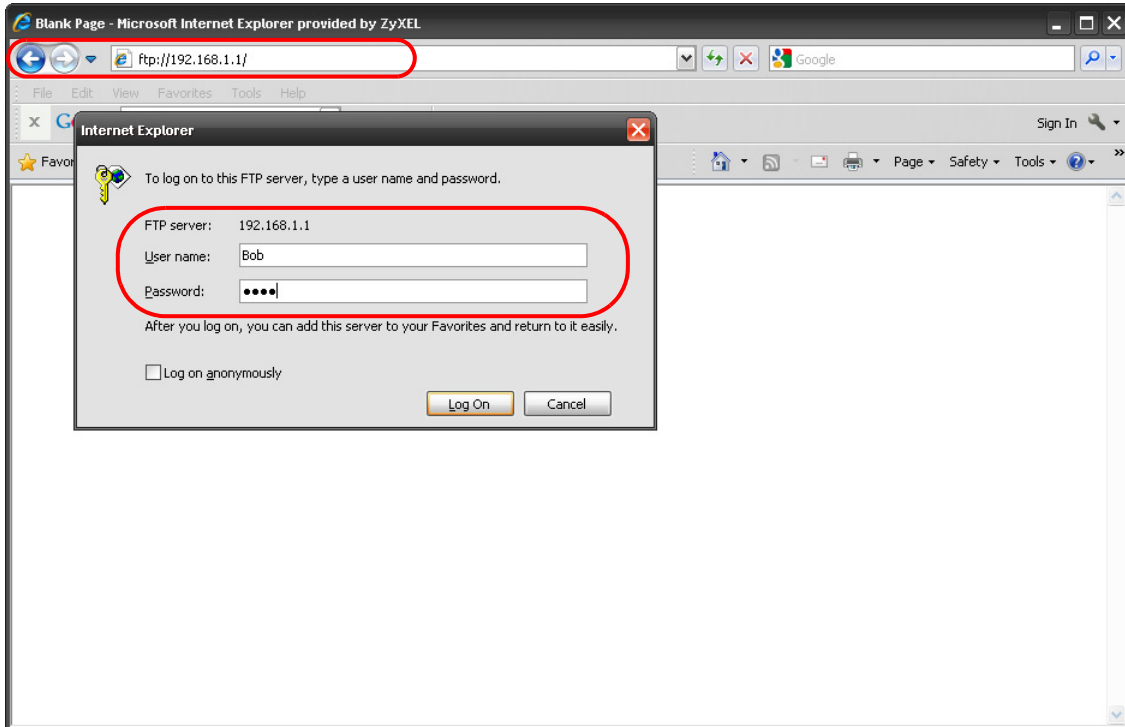 Blank Page - Microsoft Internet Explorer provided by ZyXEL
ftp://192.168.1.1/
Google
File Edit View Favorites Tools Help
x G Sign In
Favor Page Safety Tools
Internet Explorer
To log on to this FTP server, type a user name and password.
FTP server: 192.168.1.1
User name: Bob
Password: ••••
After you log on, you can add this server to your Favorites and return to it easily.
Log on anonymously
Log On Cancel